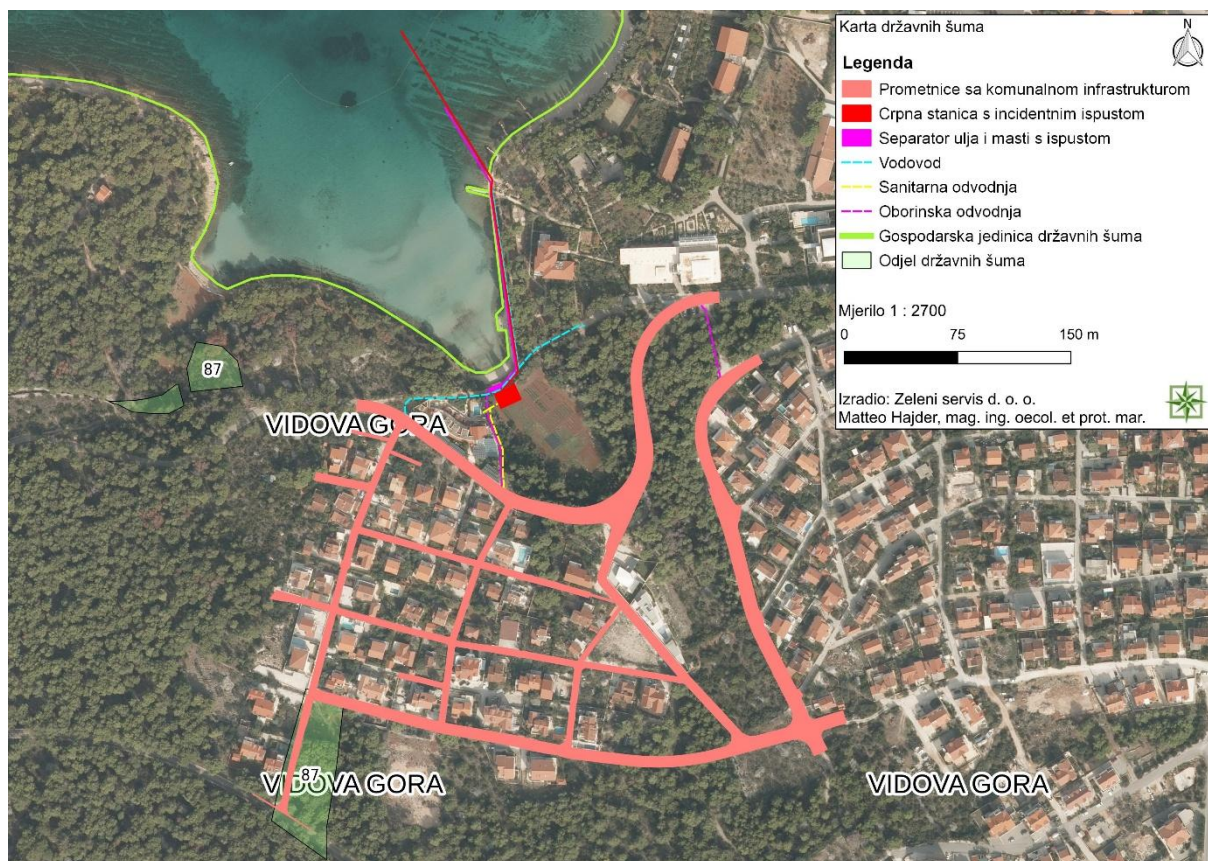 Karta državnih šuma
N
Legenda
Prometnice sa komunalnom infrastrukturom
Crpna stanica s incidentnim ispustom
Separator ulja i masti s ispustom
Vodovod
Sanitarna odvodnja
Oborinska odvodnja
Gospodarska jedinica državnih šuma
Odjel državnih šuma
Mjerilo 1 : 2700
0 75 150 m
Izradio: Zeleni servis d. o. o.
Matteo Hajder, mag. ing. oecol. et prot. mar.
87
VIDOVA GORA
87
VIDOVA GORA
VIDOVA GORA